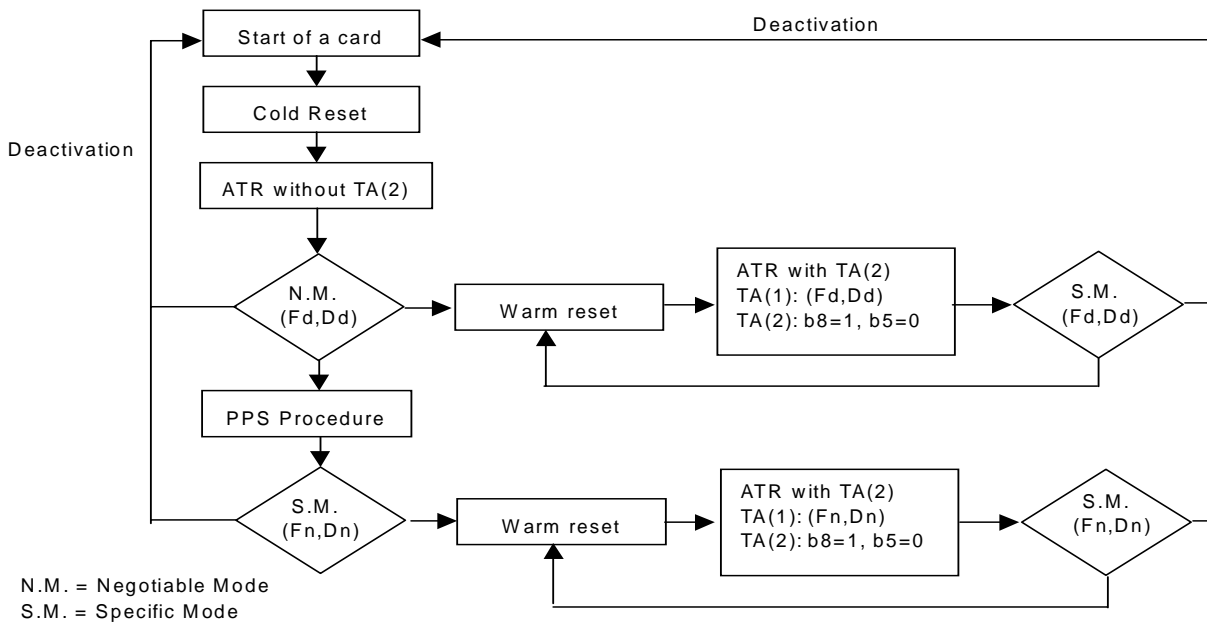 Deactivation
Start of a card
Cold Reset
Deactivation
ATR without TA(2)
N.M.
(Fd,Dd)
Warm reset
ATR with TA(2)
TA(1): (Fd,Dd)
TA(2): b8=1, b5=0
S.M.
(Fd,Dd)
PPS Procedure
S.M.
(Fn,Dn)
Warm reset
ATR with TA(2)
TA(1): (Fn,Dn)
TA(2): b8=1, b5=0
S.M.
(Fn,Dn)
N.M. = Negotiable Mode
S.M. = Specific Mode